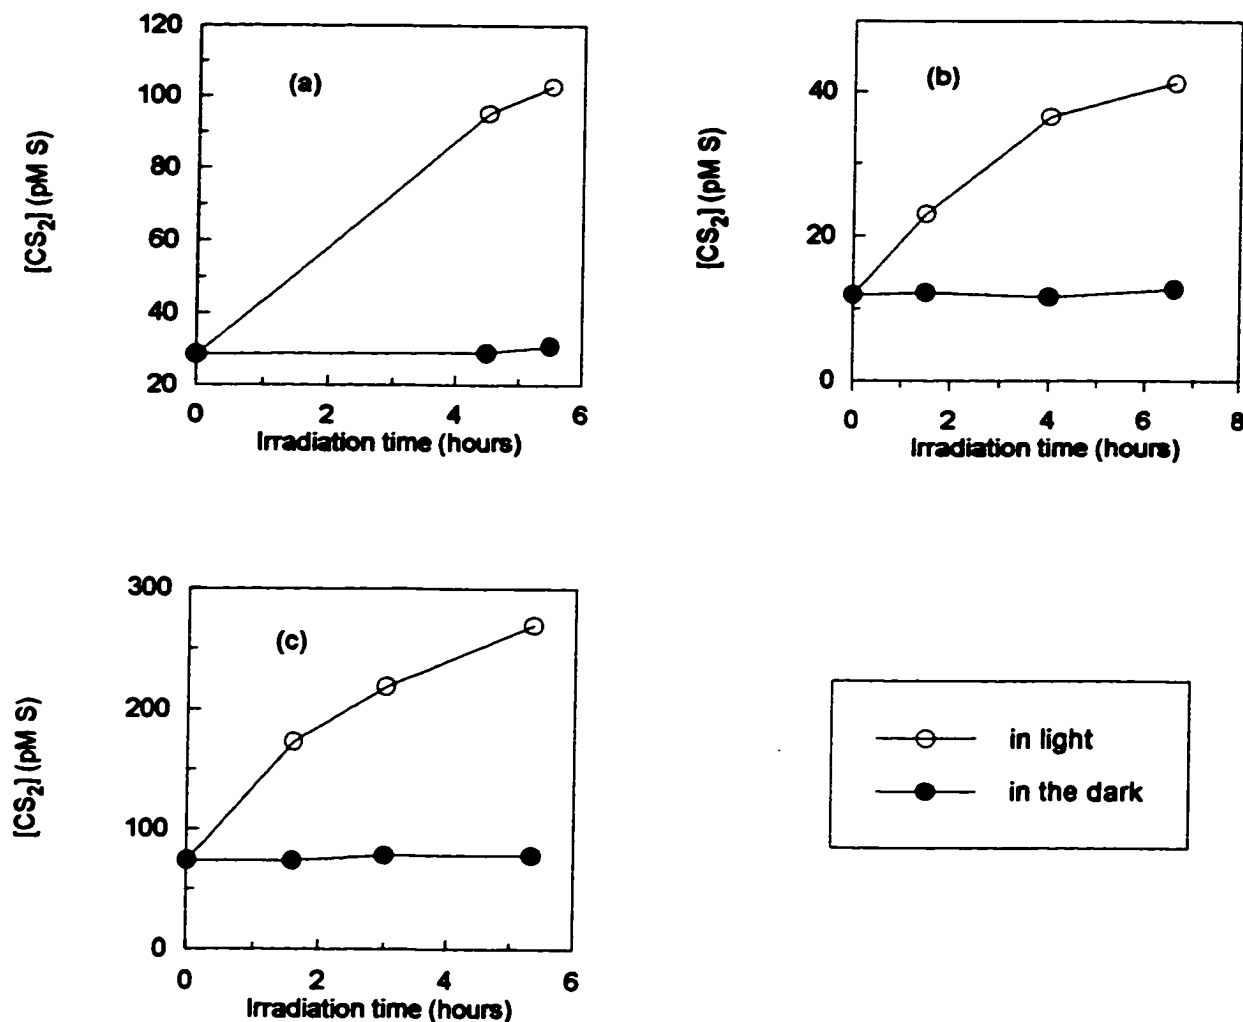 120
100
80
60
40
20
[CS2] (pM S)
(a)
0 2 4 6
Irradiation time (hours)
40
20
0
[CS2] (pM S)
(b)
0 2 4 6 8
Irradiation time (hours)
300
200
100
0
[CS2] (pM S)
(c)
0 2 4 6
Irradiation time (hours)
in light
in the dark